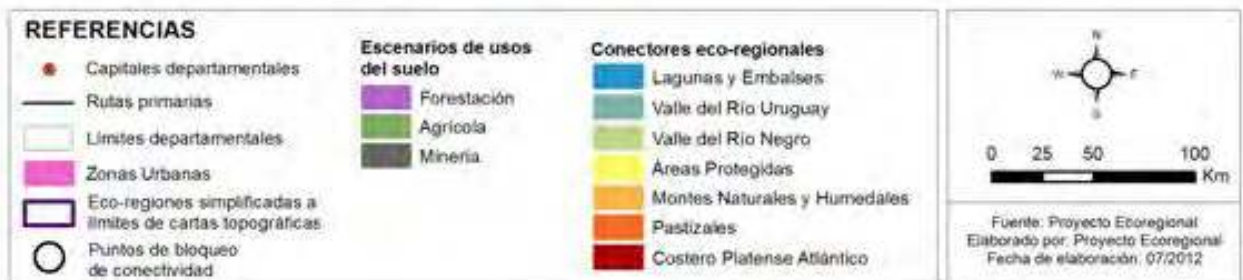 REFERENCIAS
Capitales departamentales
Rutas primarias
Límites departamentales
Zonas Urbanas
Eco-regiones simplificadas a
límites de cartas topográficas
Puntos de bloqueo
de conectividad
Escenarios de usos
del suelo
Forestación
Agrícola
Minería
Conectores eco-regionales
Lagunas y Embalses
Valle del Río Uruguay
Valle del Río Negro
Áreas Protegidas
Montes Naturales y Humedales
Pastizales
Costero Platense Atlántico
N
W E
S
0 25 50 100
Km
Fuente: Proyecto Ecoregional
Elaborado por: Proyecto Ecoregional
Fecha de elaboración: 07/2012